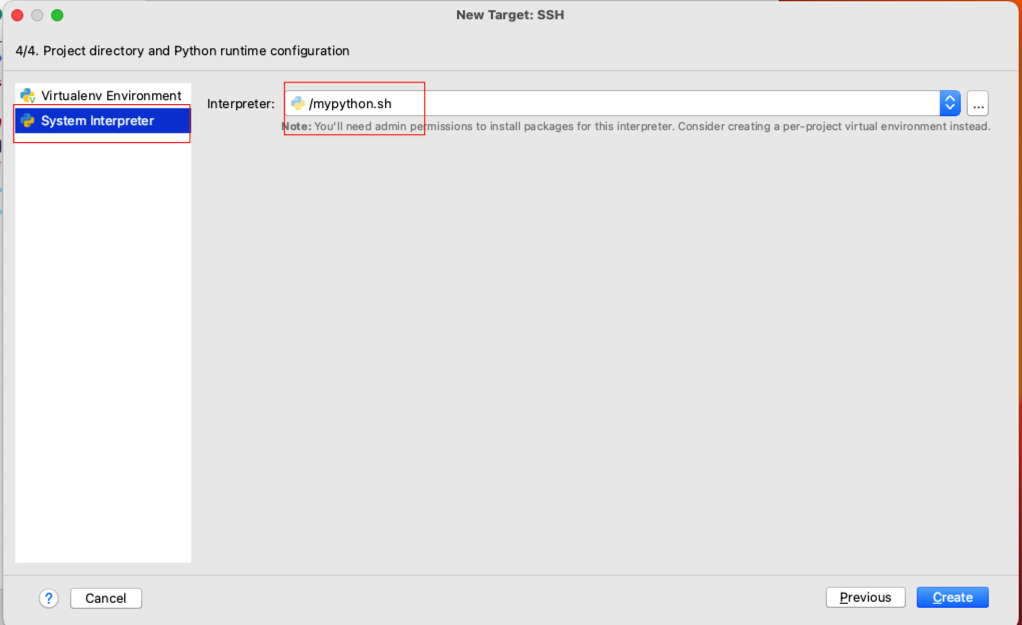 New Target: SSH
4/4. Project directory and Python runtime configuration
Virtualenv Environment
System Interpreter
Interpreter: /mypython.sh ...
Note: You'll need admin permissions to install packages for this interpreter. Consider creating a per-project virtual environment instead.
? Cancel Previous Create